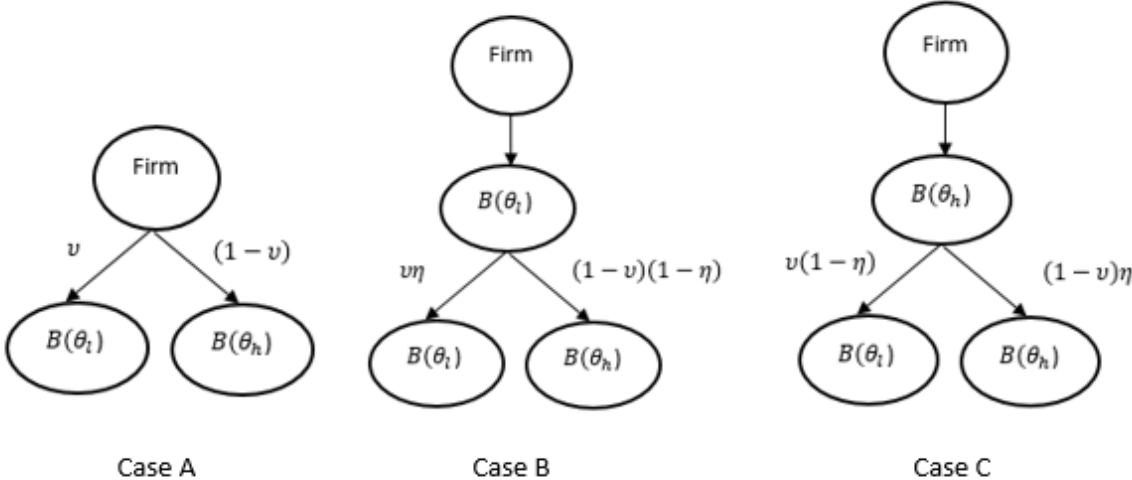 Firm
υ
(1 − υ)
B(θ_l)
B(θ_h)
Case A
Firm
B(θ_l)
υη
(1 − υ)(1 − η)
B(θ_l)
B(θ_h)
Case B
Firm
B(θ_h)
υ(1 − η)
(1 − υ)η
B(θ_l)
B(θ_h)
Case C